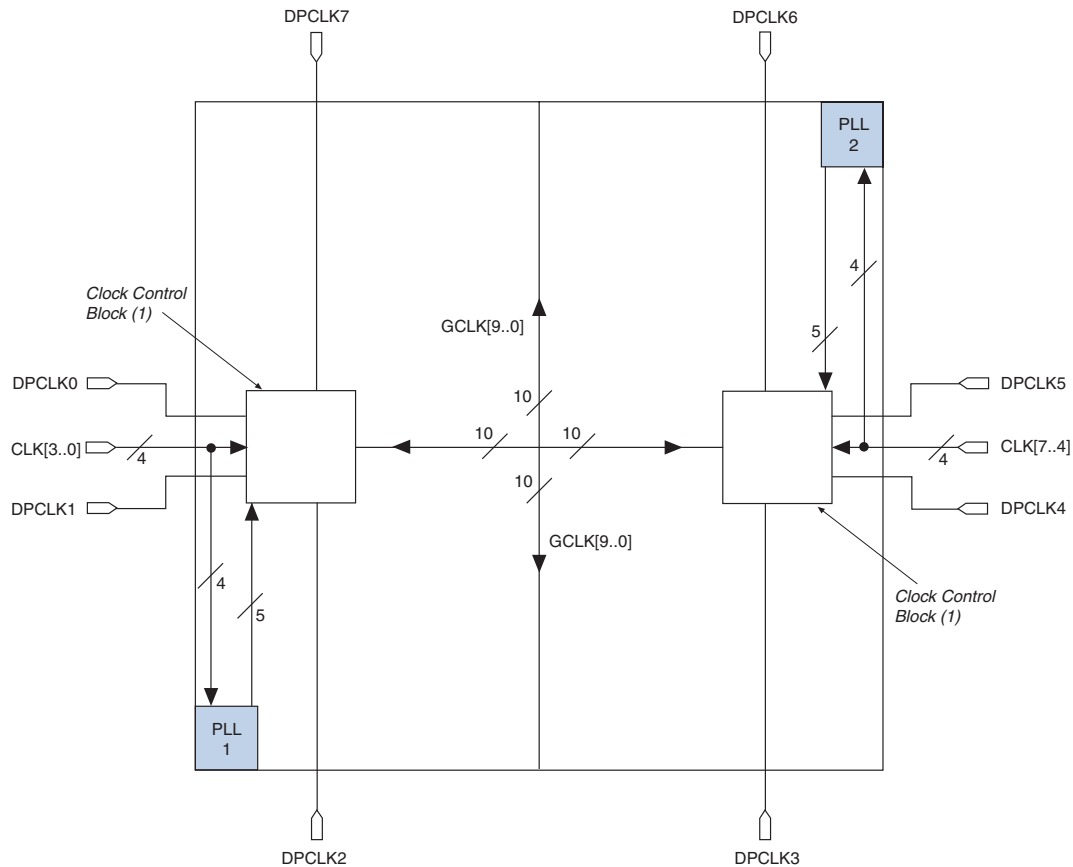 DPCLK7
DPCLK6
PLL
2
4
Clock Control
Block (1)
GCLK[9..0]
5
DPCLK0
DPCLK5
10
CLK[3..0]
4
10
10
4
CLK[7..4]
10
DPCLK1
DPCLK4
GCLK[9..0]
4
5
Clock Control
Block (1)
PLL
1
DPCLK2
DPCLK3